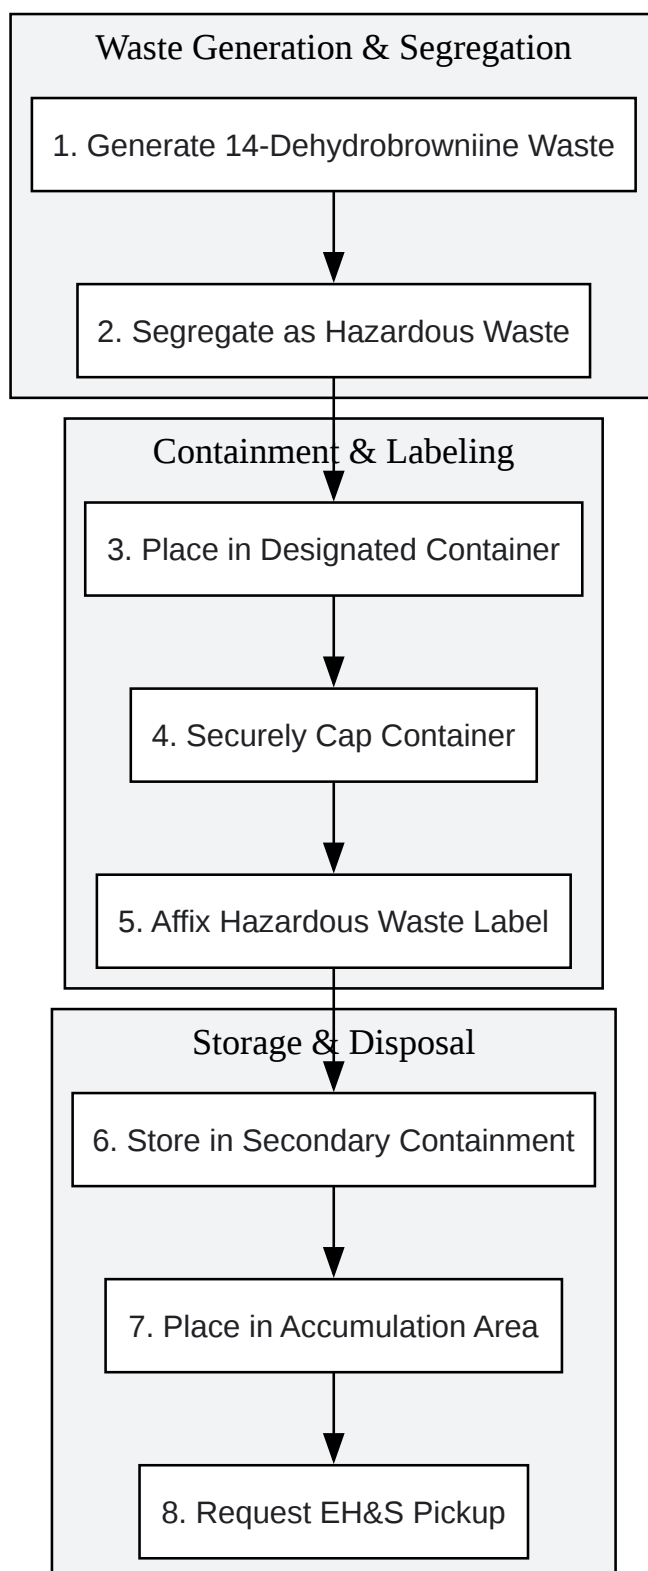 Waste Generation & Segregation
1. Generate 14-Dehydrobrowniine Waste
2. Segregate as Hazardous Waste
Containment & Labeling
3. Place in Designated Container
4. Securely Cap Container
5. Affix Hazardous Waste Label
Storage & Disposal
6. Store in Secondary Containment
7. Place in Accumulation Area
8. Request EH&S Pickup